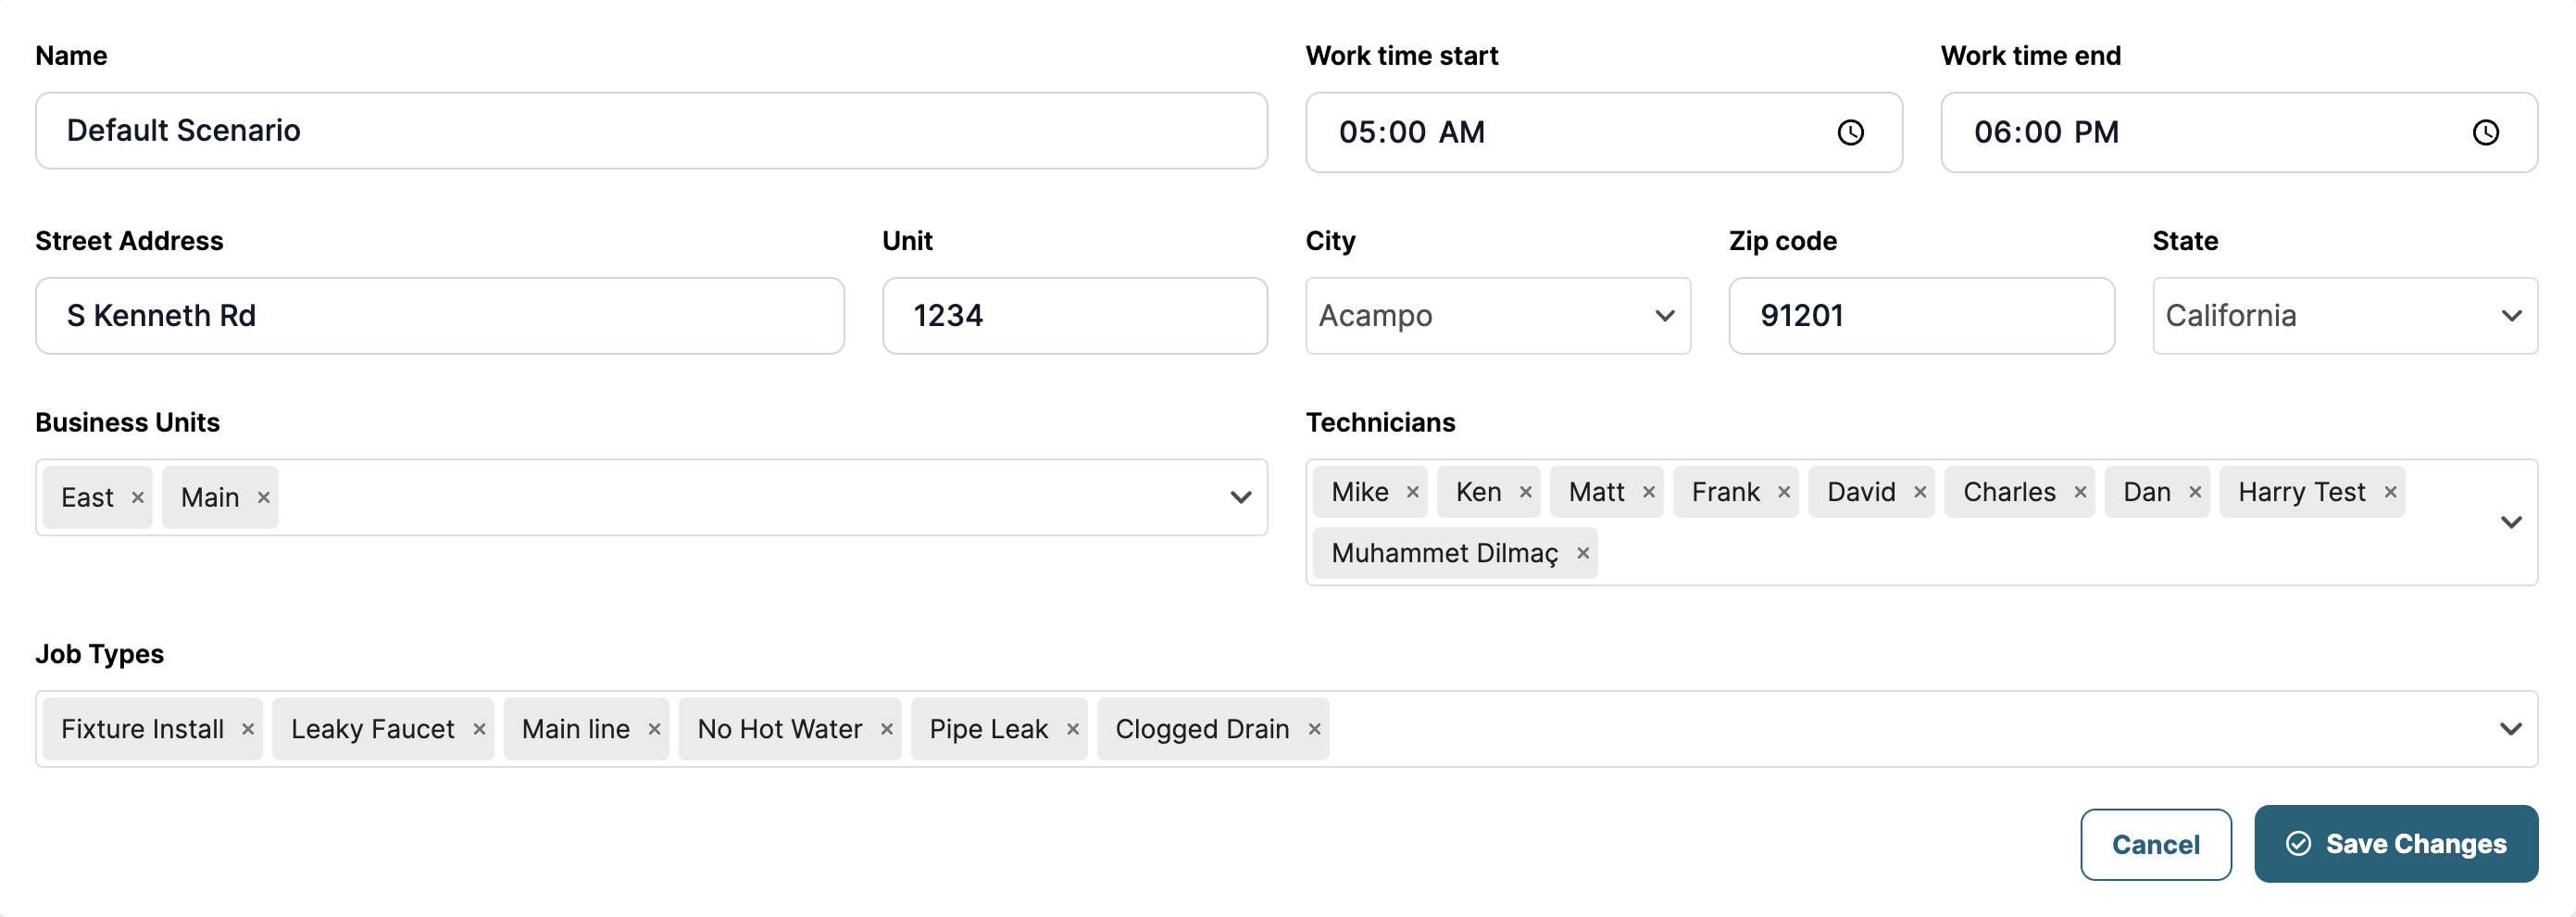 Name
Default Scenario
Work time start
05:00 AM
Work time end
06:00 PM
Street Address
S Kenneth Rd
Unit
1234
City
Acampo
Zip code
91201
State
California
Business Units
East × Main ×
Technicians
Mike × Ken × Matt × Frank × David × Charles × Dan × Harry Test ×
Muhammet Dilmaç ×
Job Types
Fixture Install × Leaky Faucet × Main line × No Hot Water × Pipe Leak × Clogged Drain ×
Cancel
Save Changes